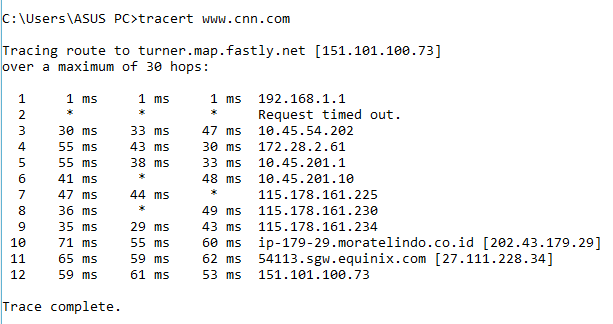 C:\Users\ASUS PC>tracert www.cnn.com
Tracing route to turner.map.fastly.net [151.101.100.73]
over a maximum of 30 hops:
1 1 ms 1 ms 1 ms 192.168.1.1
2 * * * Request timed out.
3 30 ms 33 ms 47 ms 10.45.54.202
4 55 ms 43 ms 30 ms 172.28.2.61
5 55 ms 38 ms 33 ms 10.45.201.1
6 41 ms * 48 ms 10.45.201.10
7 47 ms 44 ms * 115.178.161.225
8 36 ms * 49 ms 115.178.161.230
9 35 ms 29 ms 43 ms 115.178.161.234
10 71 ms 55 ms 60 ms ip-179-29.moratelindo.co.id [202.43.179.29]
11 65 ms 59 ms 62 ms 54113.sgw.equinix.com [27.111.228.34]
12 59 ms 61 ms 53 ms 151.101.100.73
Trace complete.